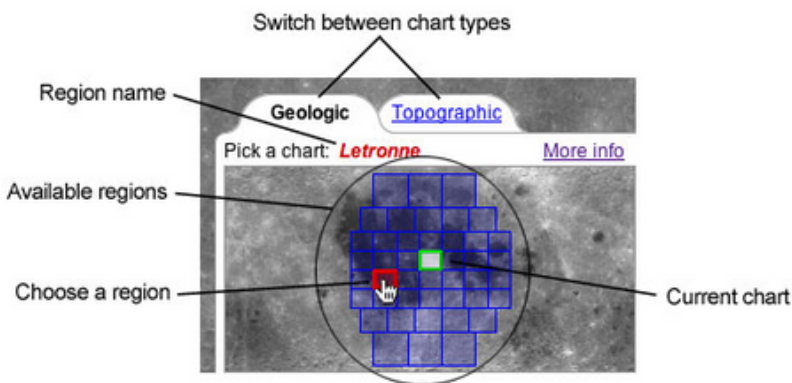 Switch between chart types
Region name
Geologic Topographic
Pick a chart: Letronne More info
Available regions
Choose a region
Current chart